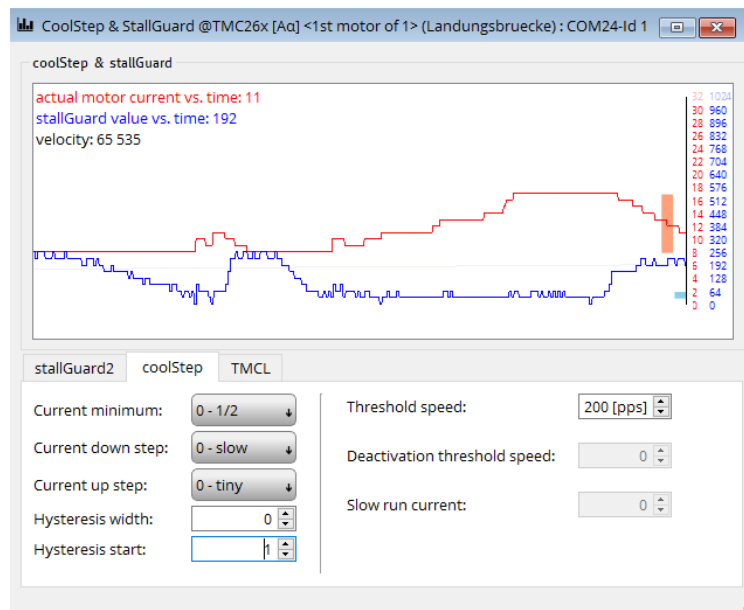 CoolStep & StallGuard @TMC26x [Aα] <1st motor of 1> (Landungsbruecke) : COM24-Id 1
coolStep & stallGuard
actual motor current vs. time: 11
stallGuard value vs. time: 192
velocity: 65 535
32 1024
30 960
28 896
26 832
24 768
22 704
20 640
18 576
16 512
14 448
12 384
10 320
8 256
6 192
4 128
2 64
0 0
stallGuard2 coolStep TMCL
Current minimum: 0 - 1/2
Threshold speed: 200 [pps]
Current down step: 0 - slow
Deactivation threshold speed: 0
Current up step: 0 - tiny
Slow run current: 0
Hysteresis width: 0
Hysteresis start: 1